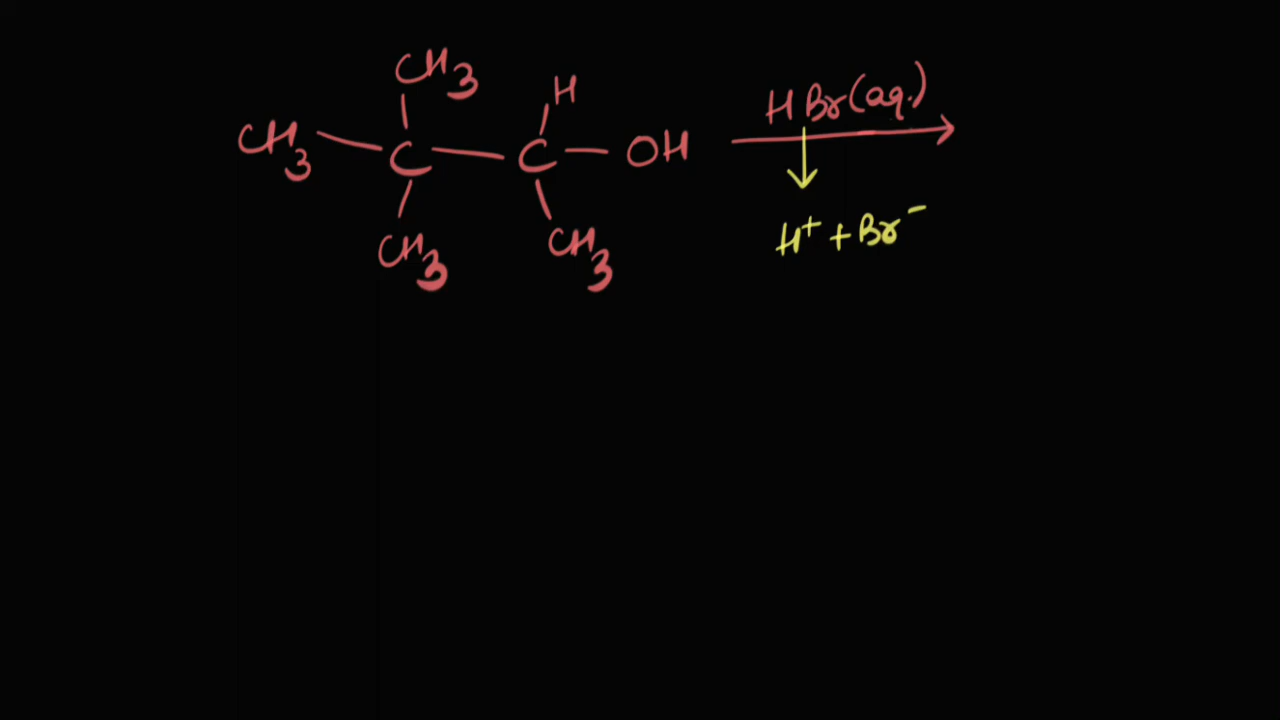 CH3
H
HBr(aq.)
CH3 C C OH
H+ + Br-
CH3 CH3